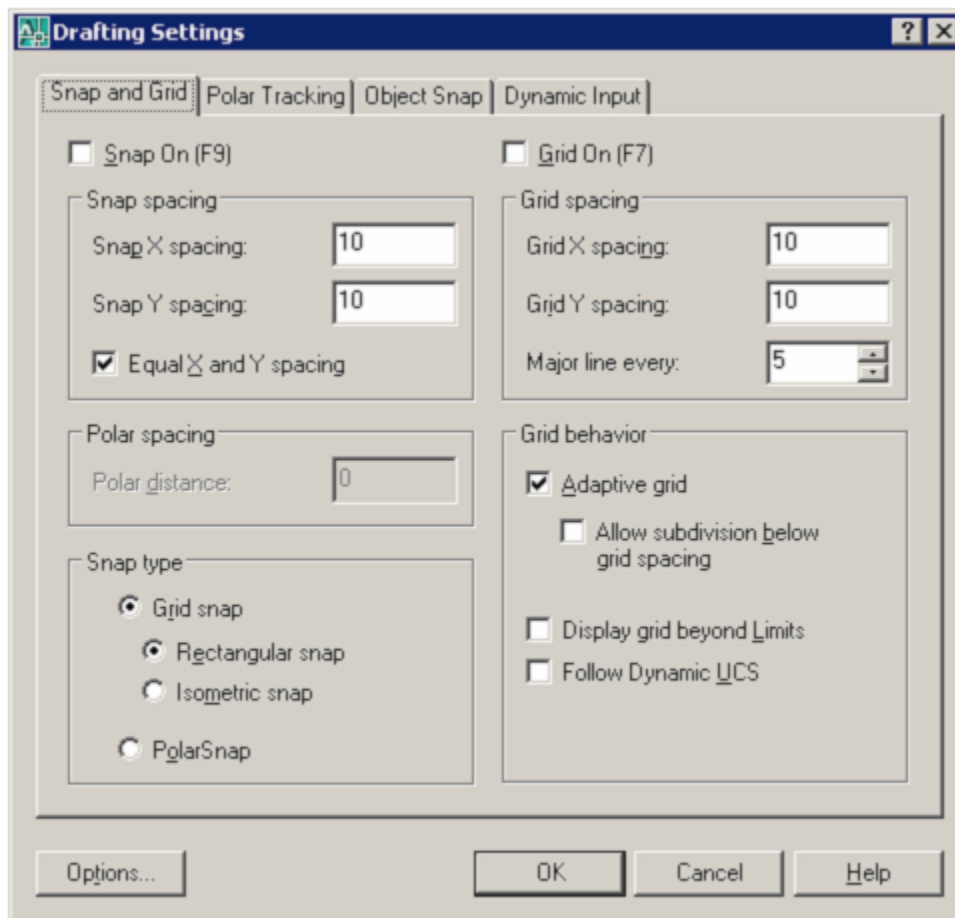 Drafting Settings
Snap and Grid
Polar Tracking
Object Snap
Dynamic Input
Snap On (F9)
Snap spacing
Snap X spacing: 10
Snap Y spacing: 10
Equal X and Y spacing
Polar spacing
Polar distance: 0
Snap type
Grid snap
Rectangular snap
Isometric snap
PolarSnap
Grid On (F7)
Grid spacing
Grid X spacing: 10
Grid Y spacing: 10
Major line every: 5
Grid behavior
Adaptive grid
Allow subdivision below
grid spacing
Display grid beyond Limits
Follow Dynamic UCS
Options...
OK
Cancel
Help